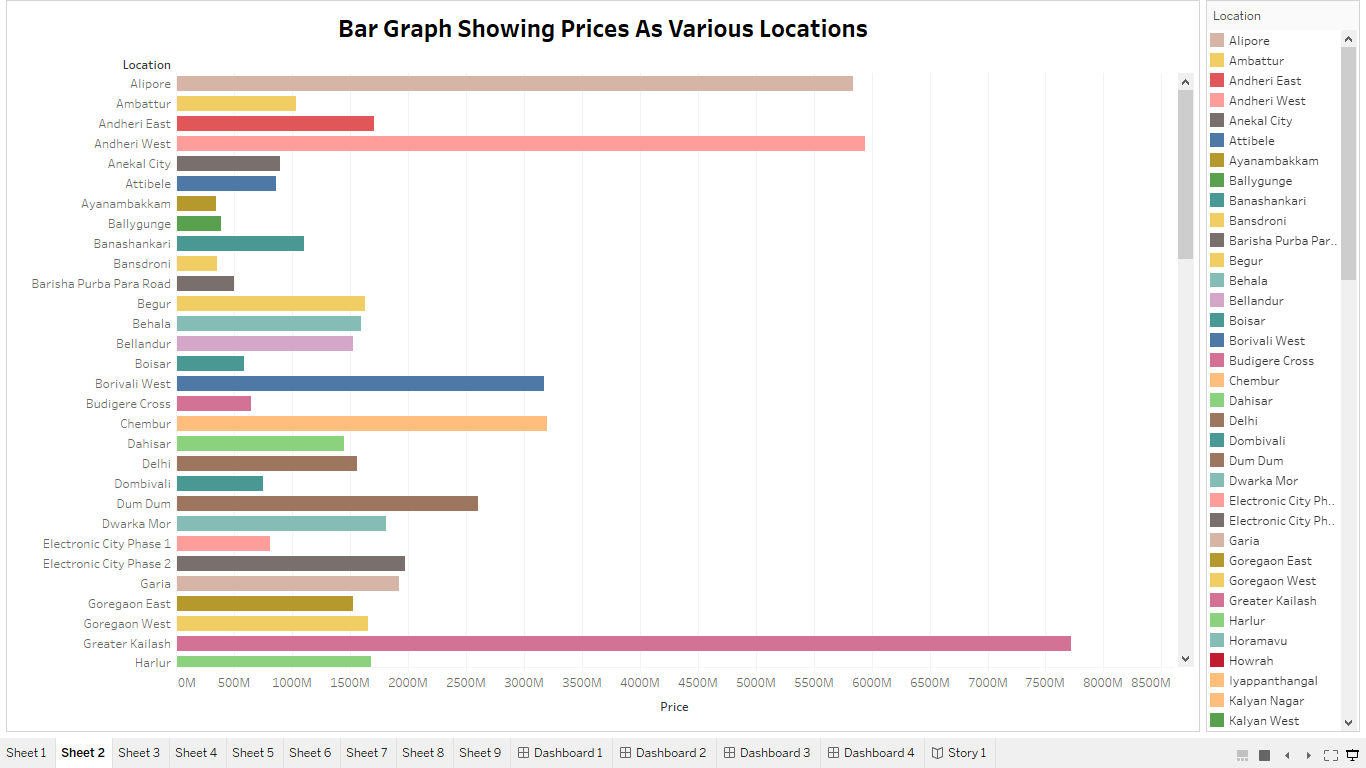 Bar Graph Showing Prices As Various Locations
Location
Alipore
Ambattur
Andheri East
Andheri West
Anekal City
Attibele
Ayanambakkam
Ballygunge
Banashankari
Bansdroni
Barisha Purba Para Road
Begur
Behala
Bellandur
Boisar
Borivali West
Budigere Cross
Chembur
Dahisar
Delhi
Dombivali
Dum Dum
Dwarka Mor
Electronic City Phase 1
Electronic City Phase 2
Garia
Goregaon East
Goregaon West
Greater Kailash
Harlur
0M 500M 1000M 1500M 2000M 2500M 3000M 3500M 4000M 4500M 5000M 5500M 6000M 6500M 7000M 7500M 8000M 8500M
Price
Location
Alipore
Ambattur
Andheri East
Andheri West
Anekal City
Attibele
Ayanambakkam
Ballygunge
Banashankari
Bansdroni
Barisha Purba Par..
Begur
Behala
Bellandur
Boisar
Borivali West
Budigere Cross
Chembur
Dahisar
Delhi
Dombivali
Dum Dum
Dwarka Mor
Electronic City Ph..
Electronic City Ph..
Garia
Goregaon East
Goregaon West
Greater Kailash
Harlur
Horamavu
Howrah
Iyappanthangal
Kalyan Nagar
Kalyan West
Sheet 1 Sheet 2 Sheet 3 Sheet 4 Sheet 5 Sheet 6 Sheet 7 Sheet 8 Sheet 9 Dashboard 1 Dashboard 2 Dashboard 3 Dashboard 4 Story 1